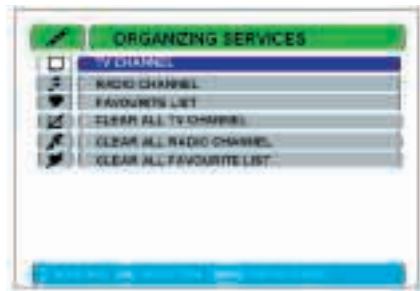 ORGANIZING SERVICES
TV CHANNEL
RADIO CHANNEL
FAVOURITE LIST
CLEAR ALL TV CHANNEL
CLEAR ALL RADIO CHANNEL
CLEAR ALL FAVOURITE LIST